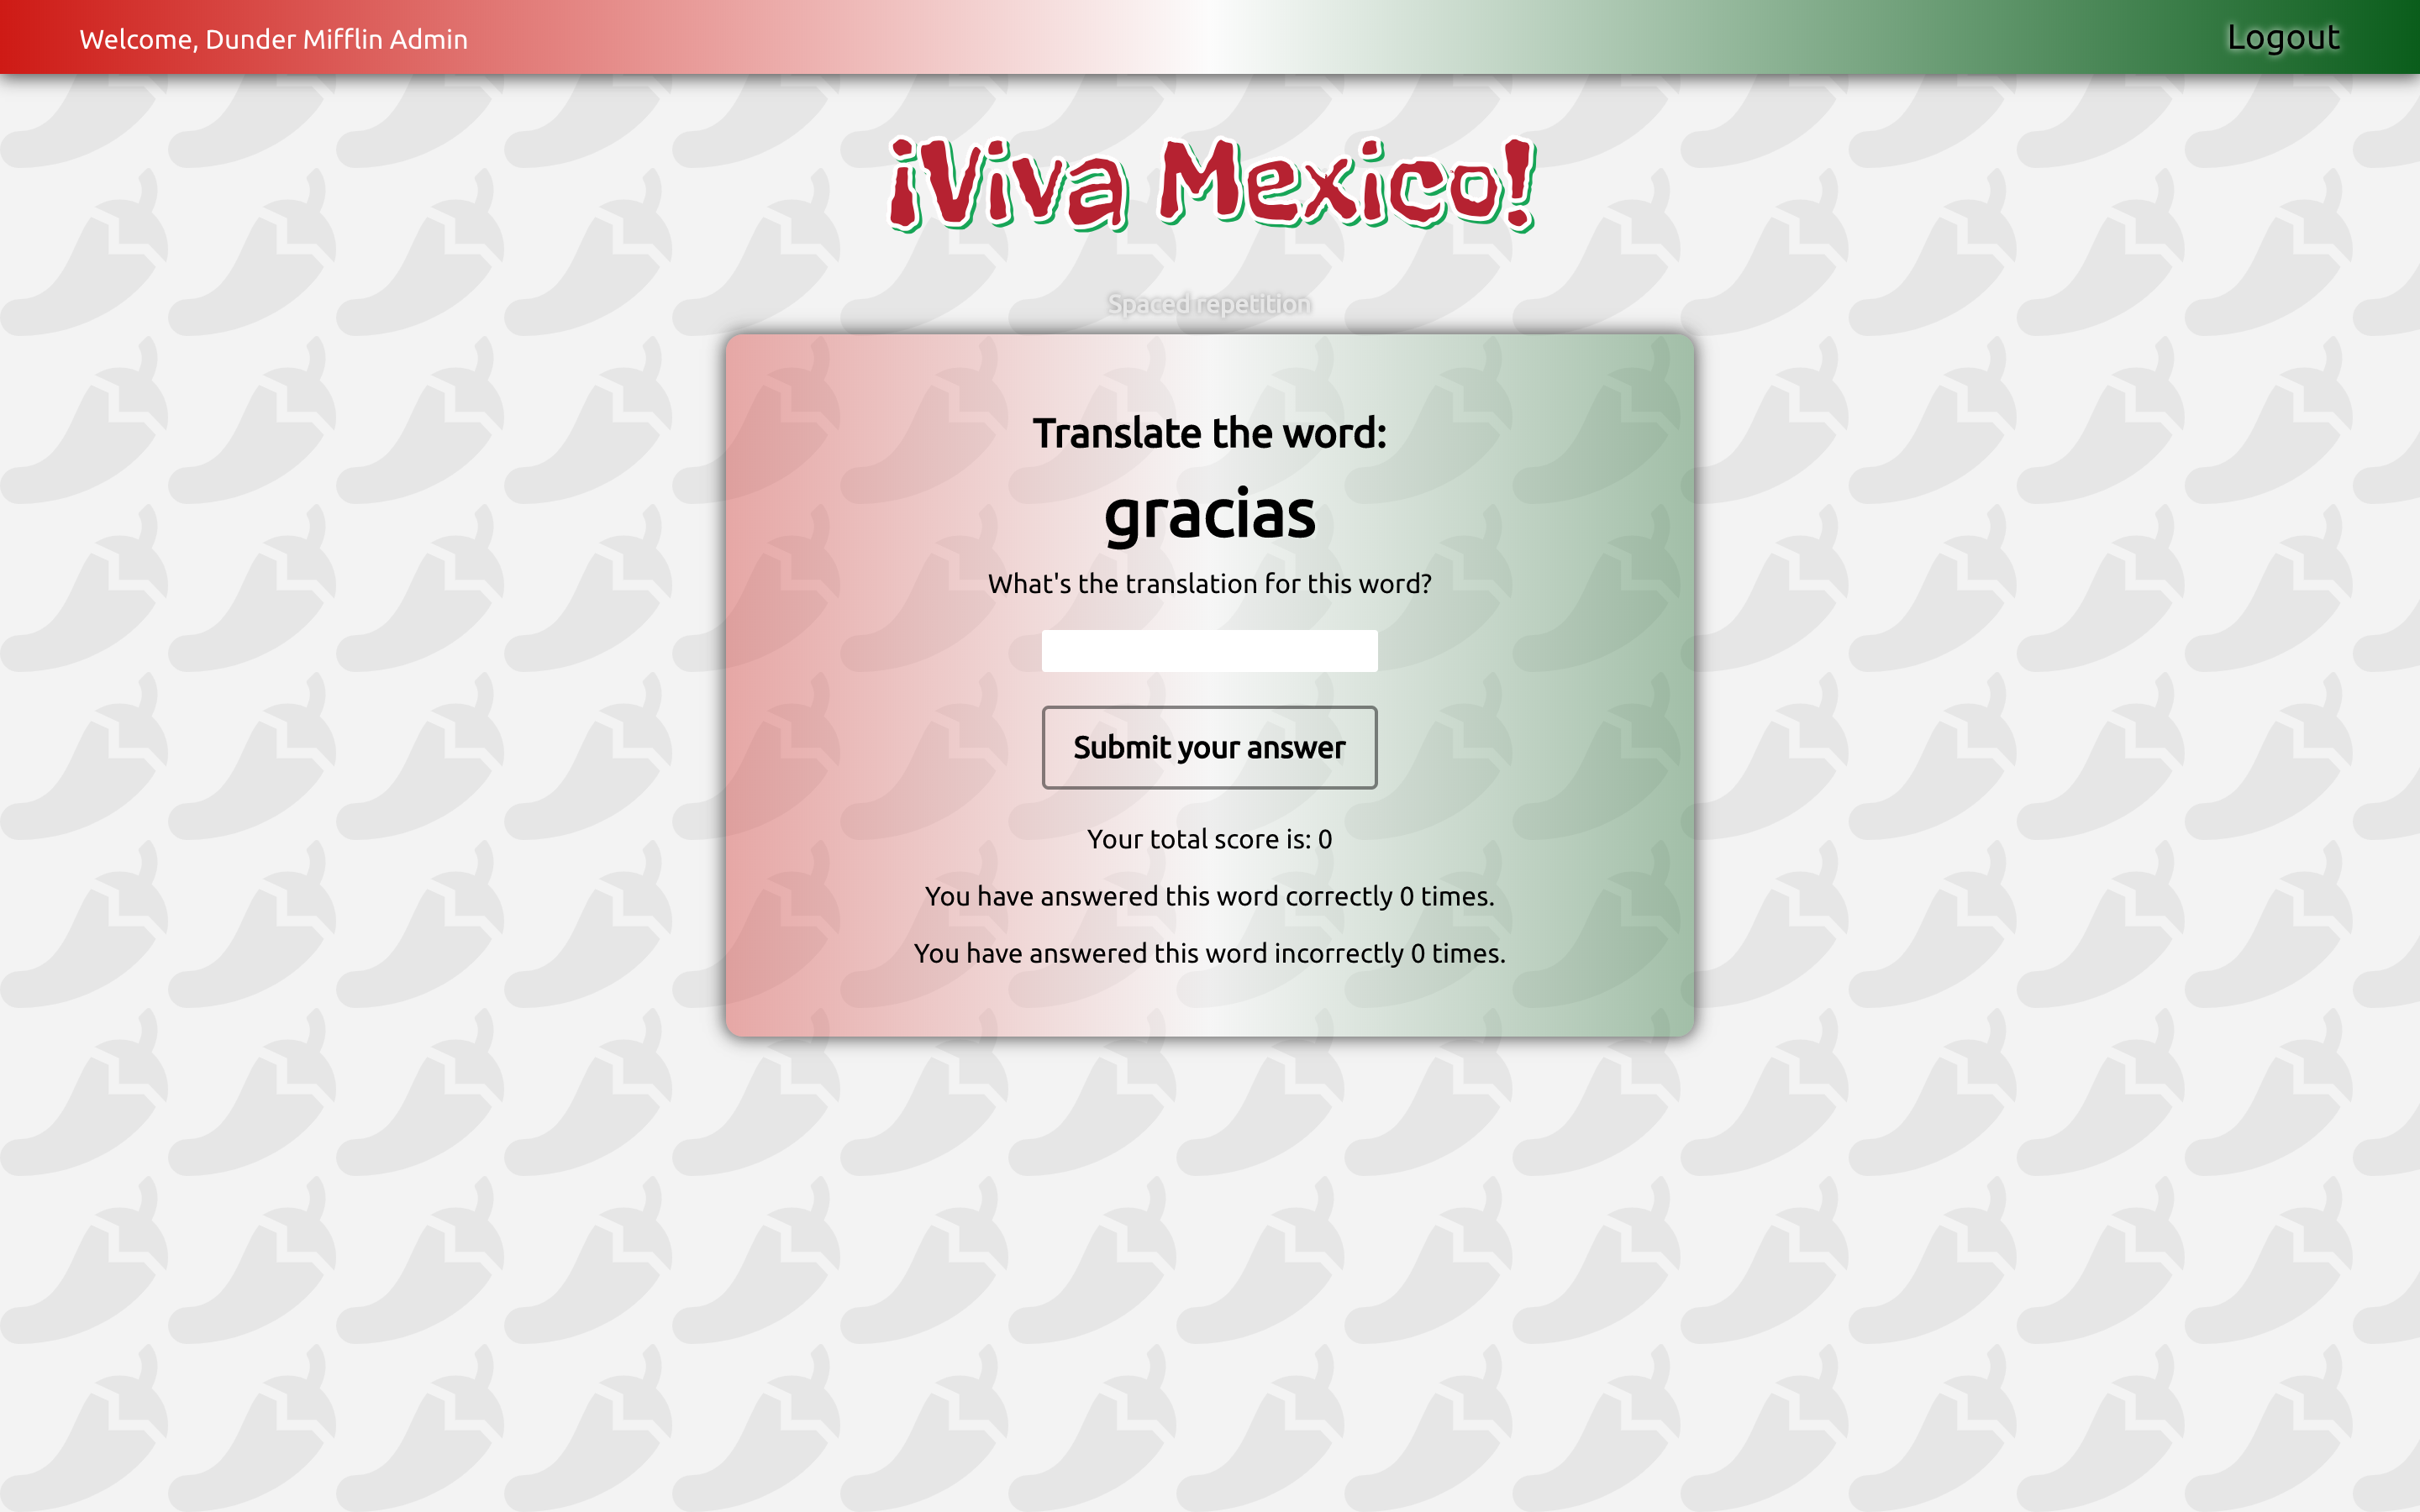 Welcome, Dunder Mifflin Admin
Logout
¡Viva Mexico!
Spaced repetition
Translate the word:
gracias
What's the translation for this word?
Submit your answer
Your total score is: 0
You have answered this word correctly 0 times.
You have answered this word incorrectly 0 times.